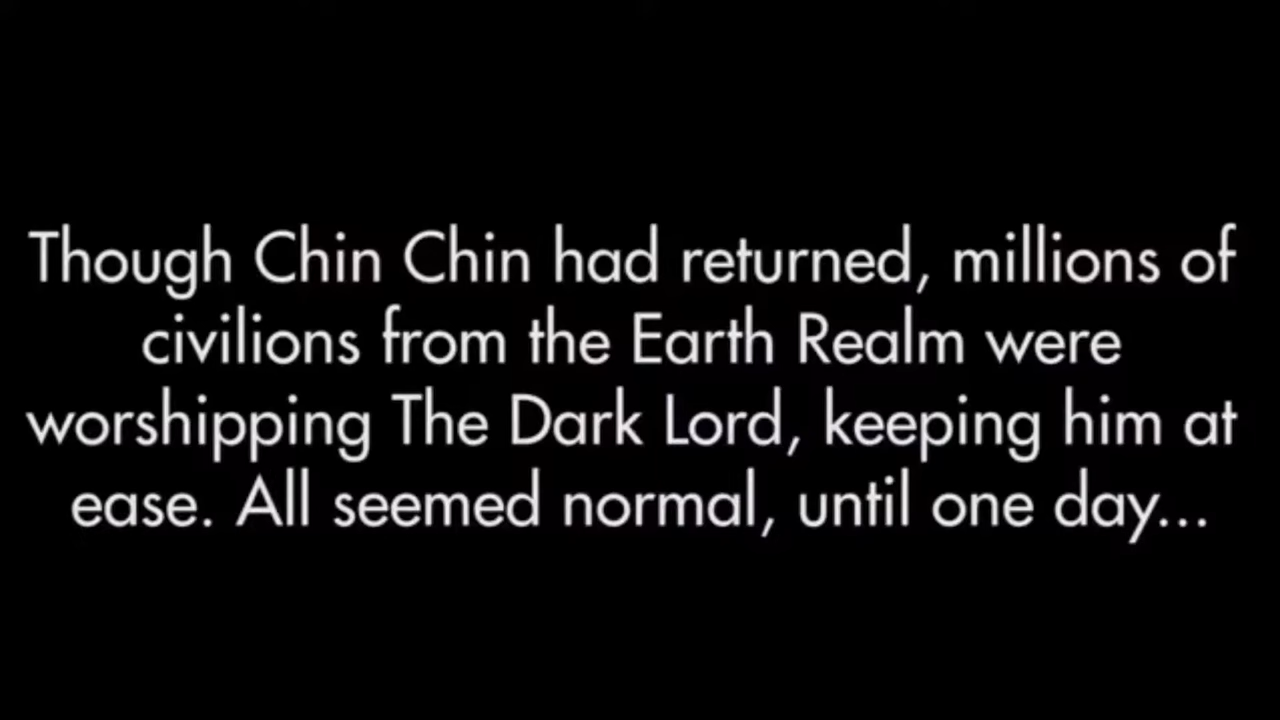 Though Chin Chin had returned, millions of
civilions from the Earth Realm were
worshipping The Dark Lord, keeping him at
ease. All seemed normal, until one day...